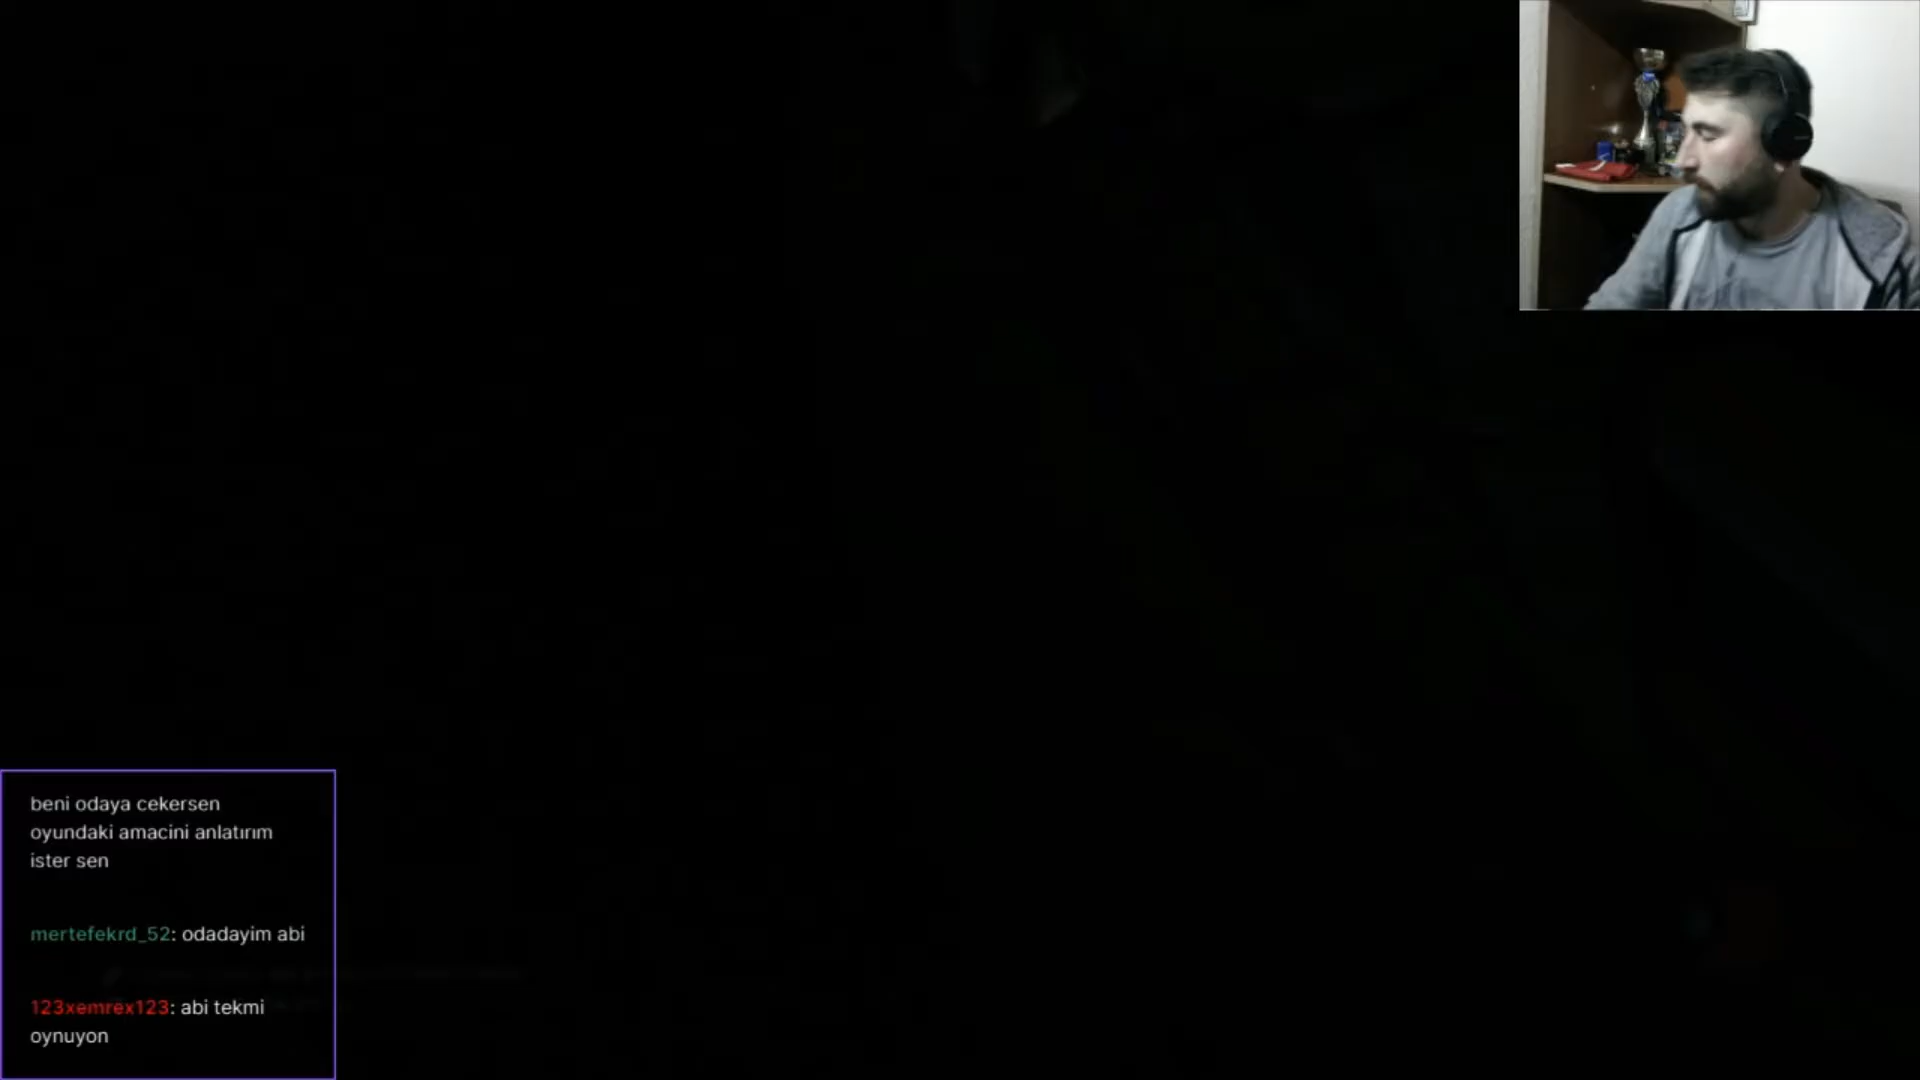 beni odaya cekersen
oyundaki amacini anlatırım
ister sen
mertefekrd_52: odadayim abi
123xemrex123: abi tekmi
oynuyon